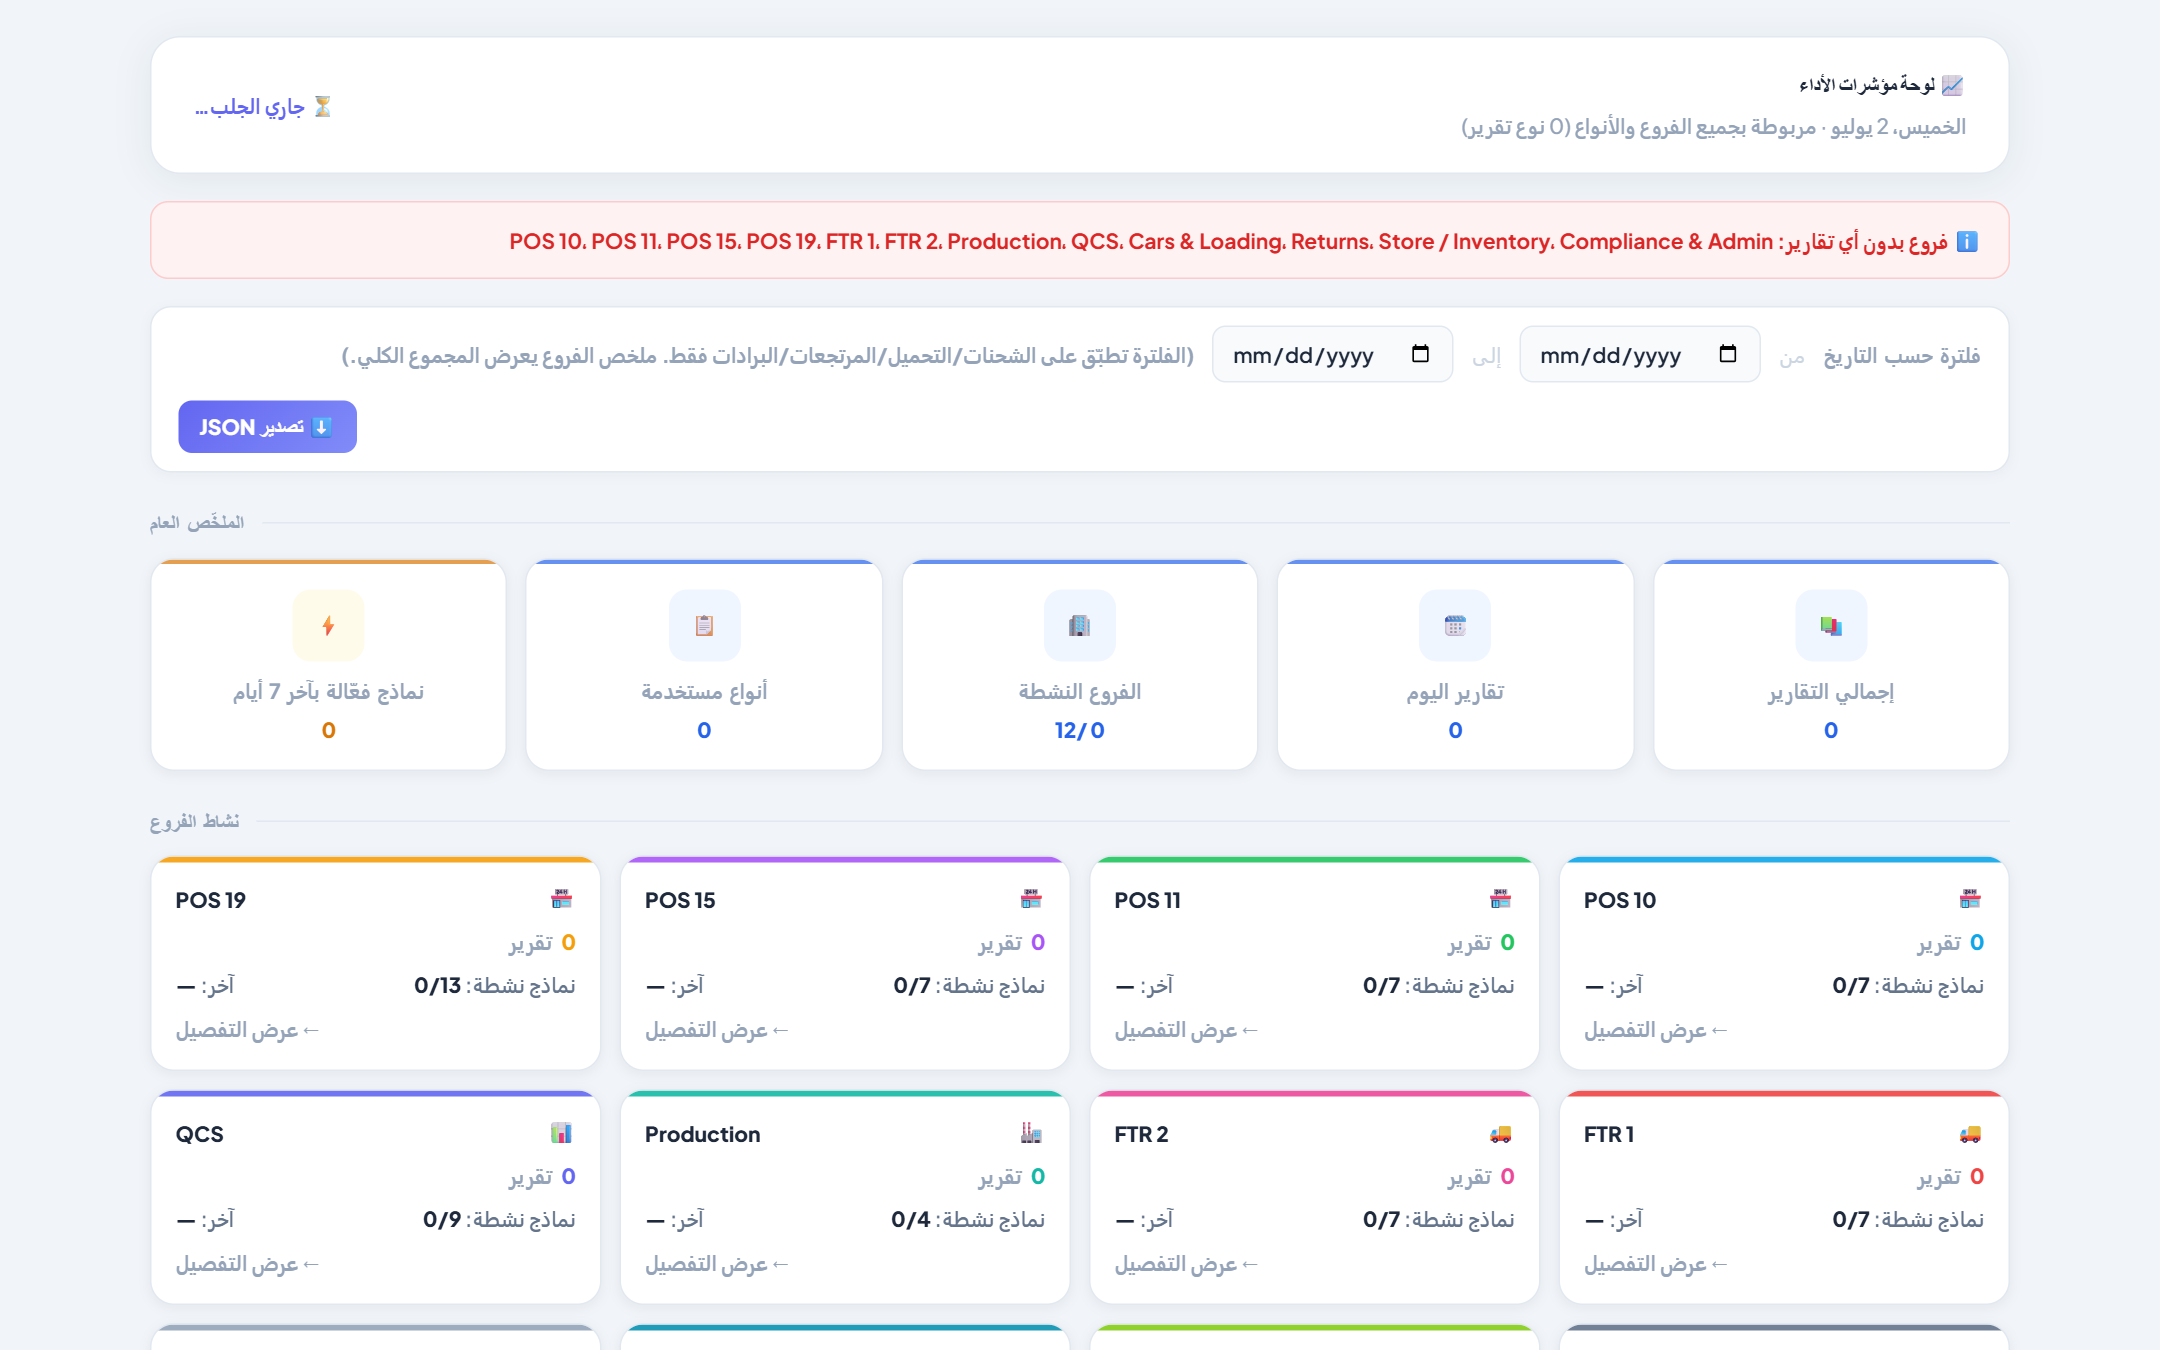 📈 لوحة مؤشرات الأداء
الخميس، 2 يوليو · مربوطة بجميع الفروع والأنواع (0 نوع تقرير)
⏳ جاري الجلب...
ℹ️ فروع بدون أي تقارير: POS 10، POS 11، POS 15، POS 19، FTR 1، FTR 2، Production، QCS، Cars & Loading، Returns، Store / Inventory، Compliance & Admin
فلترة حسب التاريخ من mm/dd/yyyy إلى mm/dd/yyyy (الفلترة تطبّق على الشحنات/التحميل/المرتجعات/البرادات فقط. ملخص الفروع يعرض المجموع الكلي.)
⬇️ تصدير JSON
الملخّص العام
إجمالي التقارير
0
تقارير اليوم
0
الفروع النشطة
12/0
أنواع مستخدمة
0
نماذج فعّالة بآخر 7 أيام
0
نشاط الفروع
POS 10
0 تقرير
نماذج نشطة: 0/7 آخر: —
عرض التفصيل ←
POS 11
0 تقرير
نماذج نشطة: 0/7 آخر: —
عرض التفصيل ←
POS 15
0 تقرير
نماذج نشطة: 0/7 آخر: —
عرض التفصيل ←
POS 19
0 تقرير
نماذج نشطة: 0/13 آخر: —
عرض التفصيل ←
FTR 1
0 تقرير
نماذج نشطة: 0/7 آخر: —
عرض التفصيل ←
FTR 2
0 تقرير
نماذج نشطة: 0/7 آخر: —
عرض التفصيل ←
Production
0 تقرير
نماذج نشطة: 0/4 آخر: —
عرض التفصيل ←
QCS
0 تقرير
نماذج نشطة: 0/9 آخر: —
عرض التفصيل ←